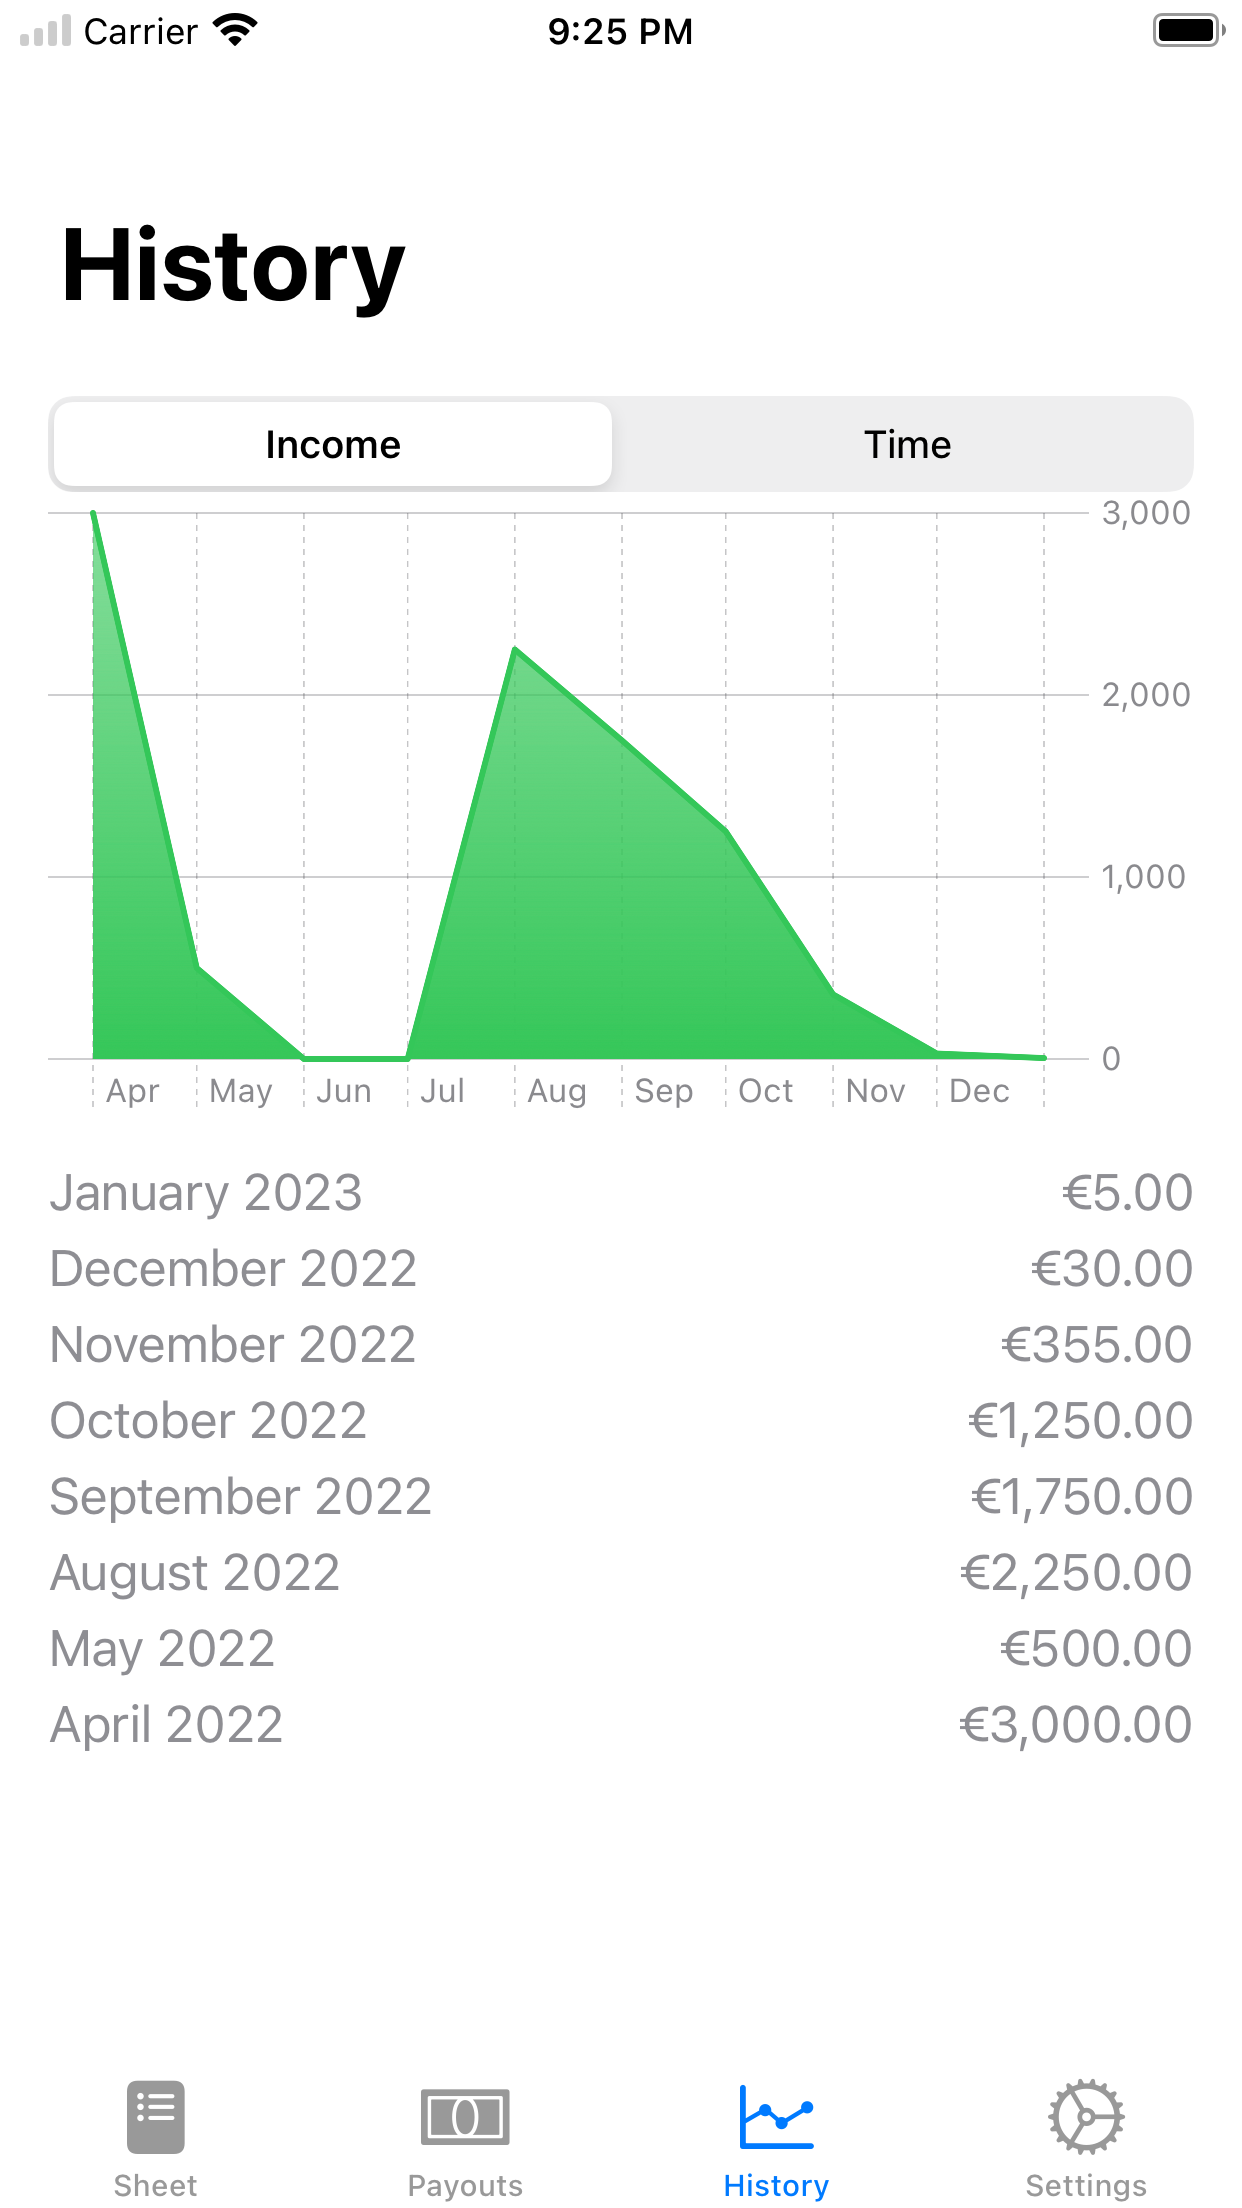 Carrier 9:25 PM
History
Income Time
3,000
2,000
1,000
0
Apr May Jun Jul Aug Sep Oct Nov Dec
January 2023 €5.00
December 2022 €30.00
November 2022 €355.00
October 2022 €1,250.00
September 2022 €1,750.00
August 2022 €2,250.00
May 2022 €500.00
April 2022 €3,000.00
Sheet Payouts History Settings